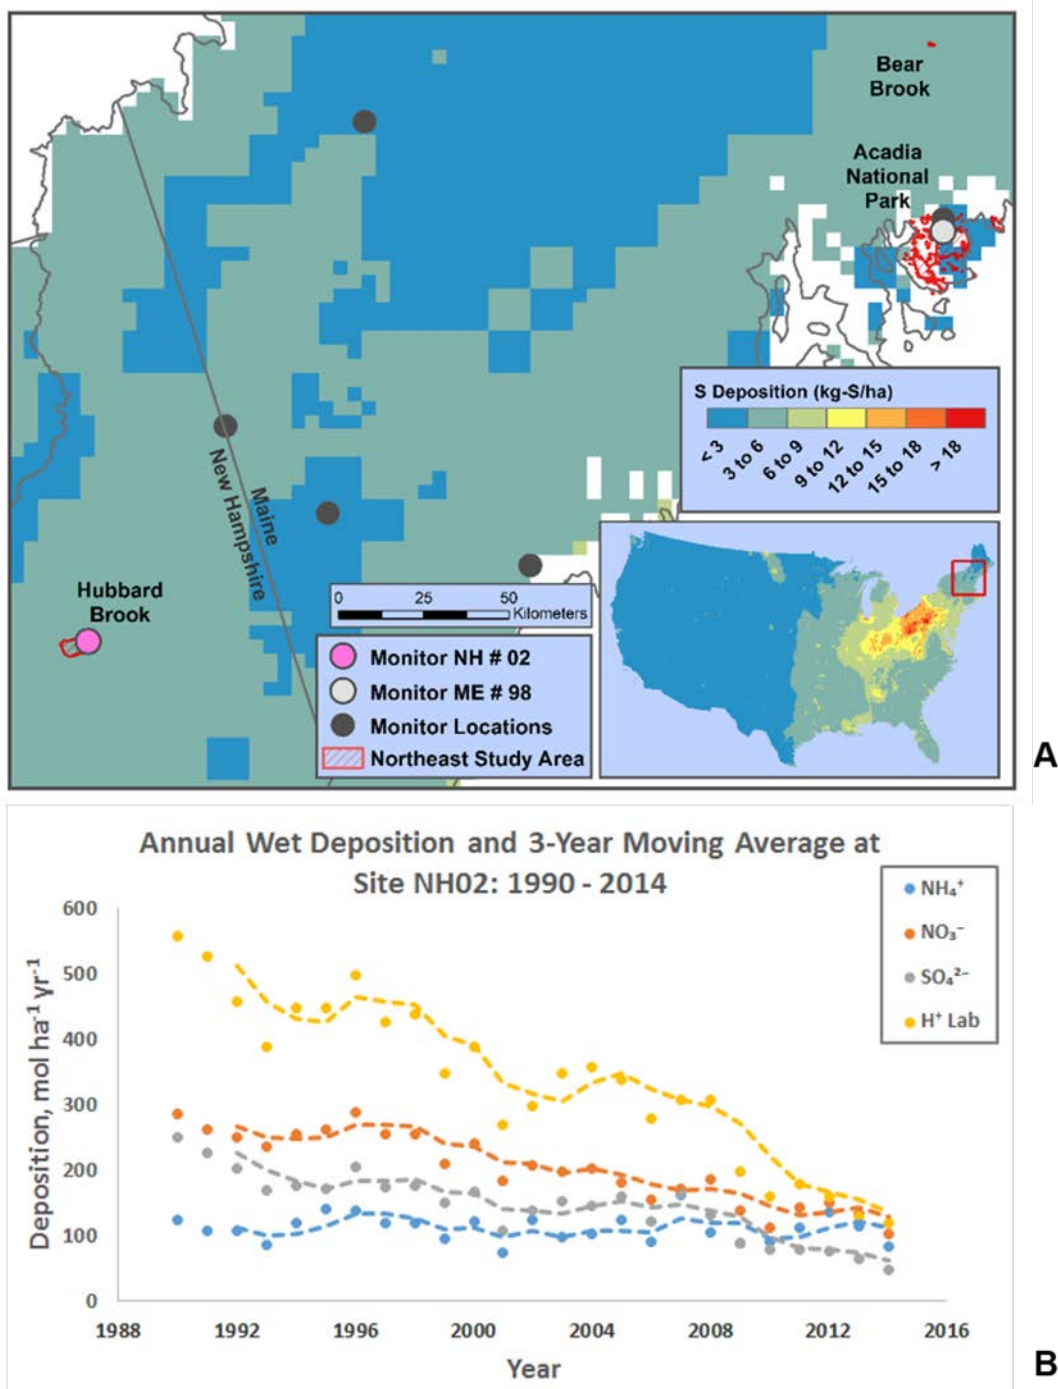 Bear
Brook
Acadia
National
Park
S Deposition (kg-S/ha)
< 3
3 to 6
6 to 9
9 to 12
12 to 15
15 to 18
> 18
Maine
New Hampshire
Hubbard
Brook
0 25 50
Kilometers
Monitor NH # 02
Monitor ME # 98
Monitor Locations
Northeast Study Area
A
Annual Wet Deposition and 3-Year Moving Average at
Site NH02: 1990 - 2014
NH₄⁺
NO₃⁻
SO₄²⁻
H⁺ Lab
Deposition, mol ha⁻¹ yr⁻¹
600
500
400
300
200
100
0
1988 1992 1996 2000 2004 2008 2012 2016
Year
B